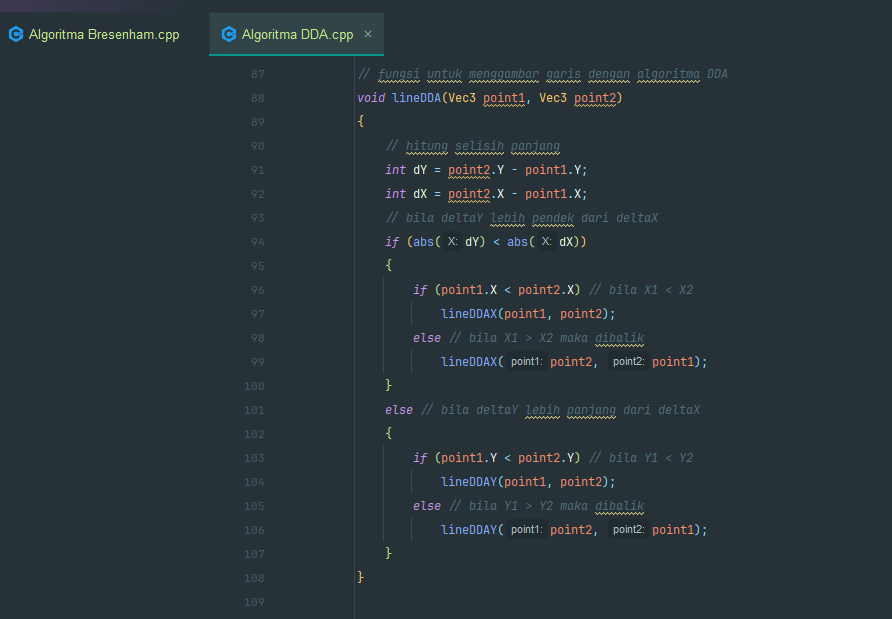 Algoritma Bresenham.cpp
Algoritma DDA.cpp ×
87 // fungsi untuk menggambar garis dengan algoritma DDA
88 void lineDDA(Vec3 point1, Vec3 point2)
89 {
90 // hitung selisih panjang
91 int dY = point2.Y - point1.Y;
92 int dX = point2.X - point1.X;
93 // bila deltaY lebih pendek dari deltaX
94 if (abs( X: dY) < abs( X: dX))
95 {
96 if (point1.X < point2.X) // bila X1 < X2
97 lineDDAX(point1, point2);
98 else // bila X1 > X2 maka dibalik
99 lineDDAX( point1: point2, point2: point1);
100 }
101 else // bila deltaY lebih panjang dari deltaX
102 {
103 if (point1.Y < point2.Y) // bila Y1 < Y2
104 lineDDAY(point1, point2);
105 else // bila Y1 > Y2 maka dibalik
106 lineDDAY( point1: point2, point2: point1);
107 }
108 }
109